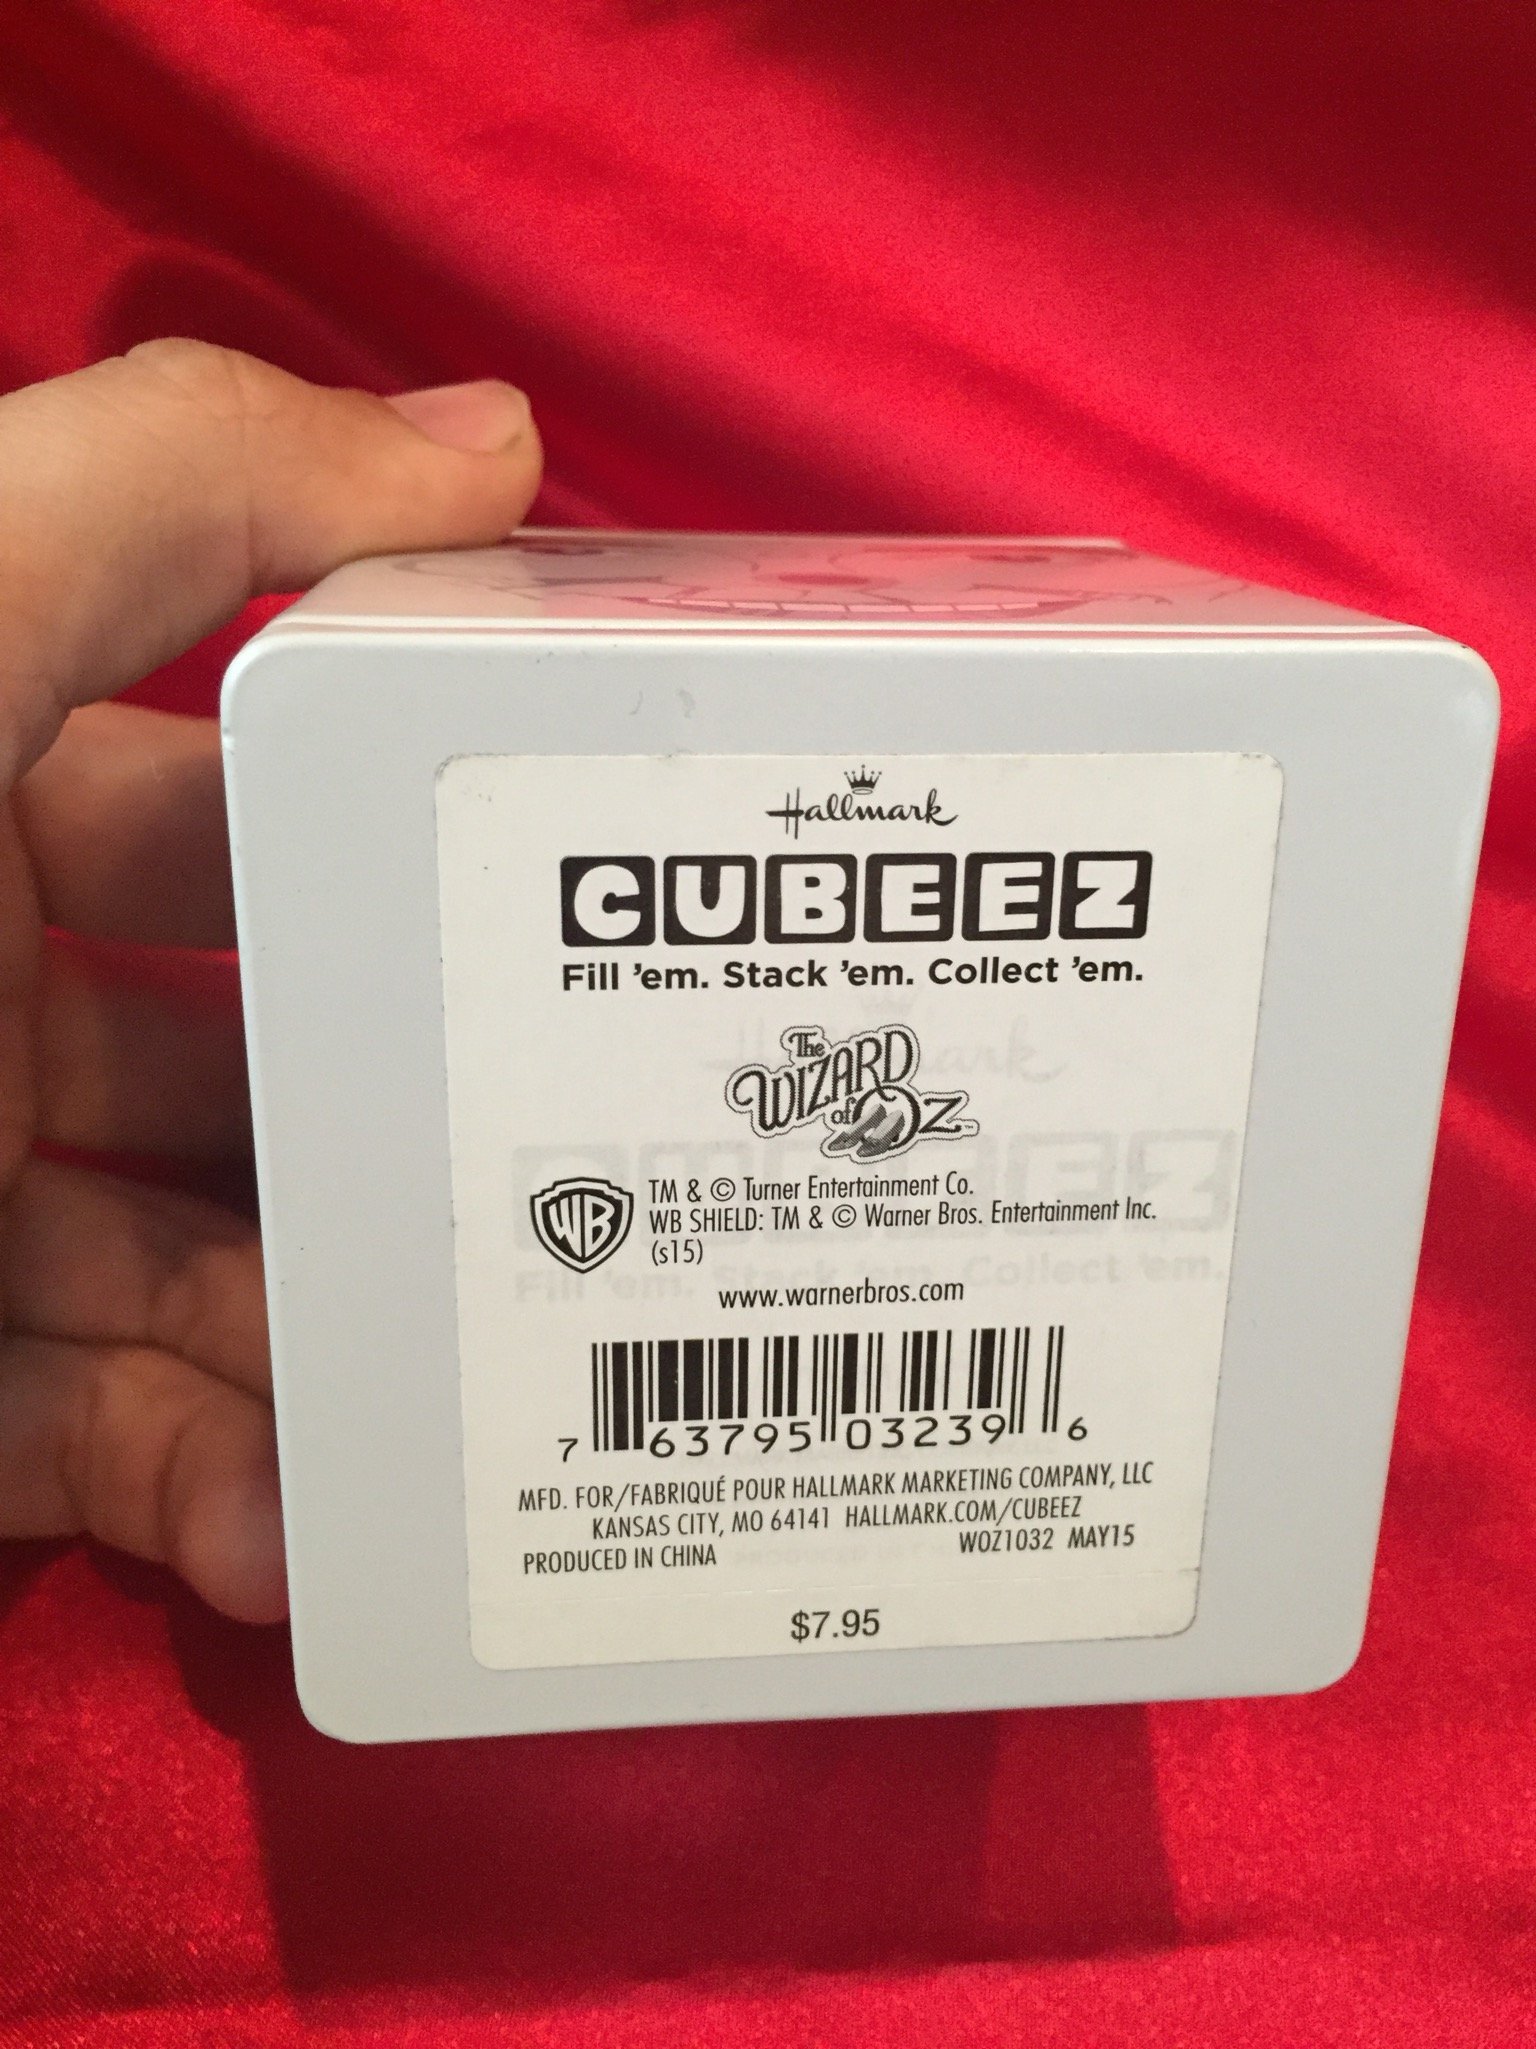 Hallmark
CUBEEZ
Fill 'em. Stack 'em. Collect 'em.
The WIZARD of OZ ™
WB
TM & © Turner Entertainment Co.
WB SHIELD: TM & © Warner Bros. Entertainment Inc.
(s15)
www.warnerbros.com
7 63795 03239 6
MFD. FOR/FABRIQUÉ POUR HALLMARK MARKETING COMPANY, LLC
KANSAS CITY, MO 64141 HALLMARK.COM/CUBEEZ
PRODUCED IN CHINA WOZ1032 MAY15
$7.95